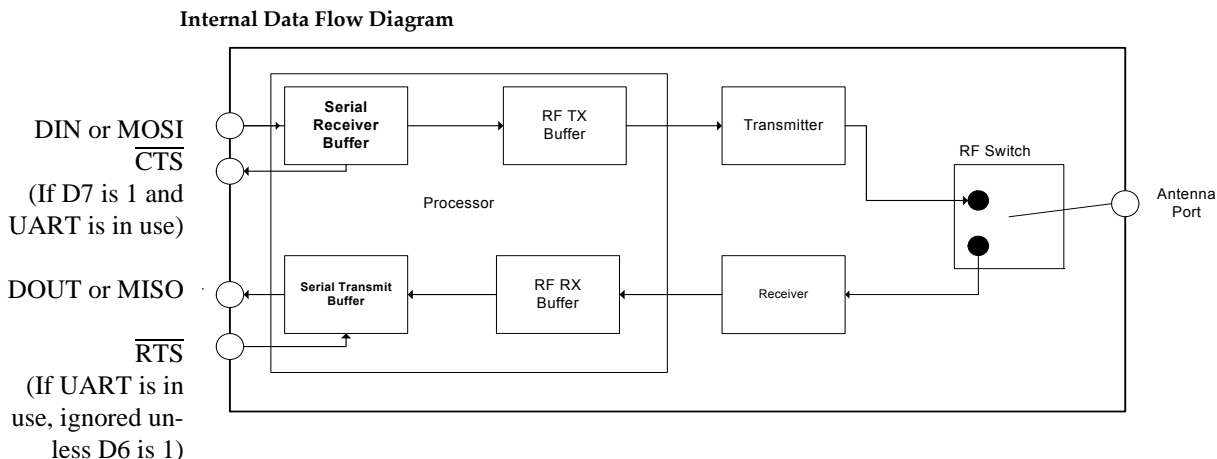 Internal Data Flow Diagram
DIN or MOSI
CTS
(If D7 is 1 and
UART is in use)
DOUT or MISO
RTS
(If UART is in
use, ignored un-
less D6 is 1)
Serial
Receiver
Buffer
RF TX
Buffer
Transmitter
RF Switch
Antenna
Port
Processor
Serial Transmit
Buffer
RF RX
Buffer
Receiver